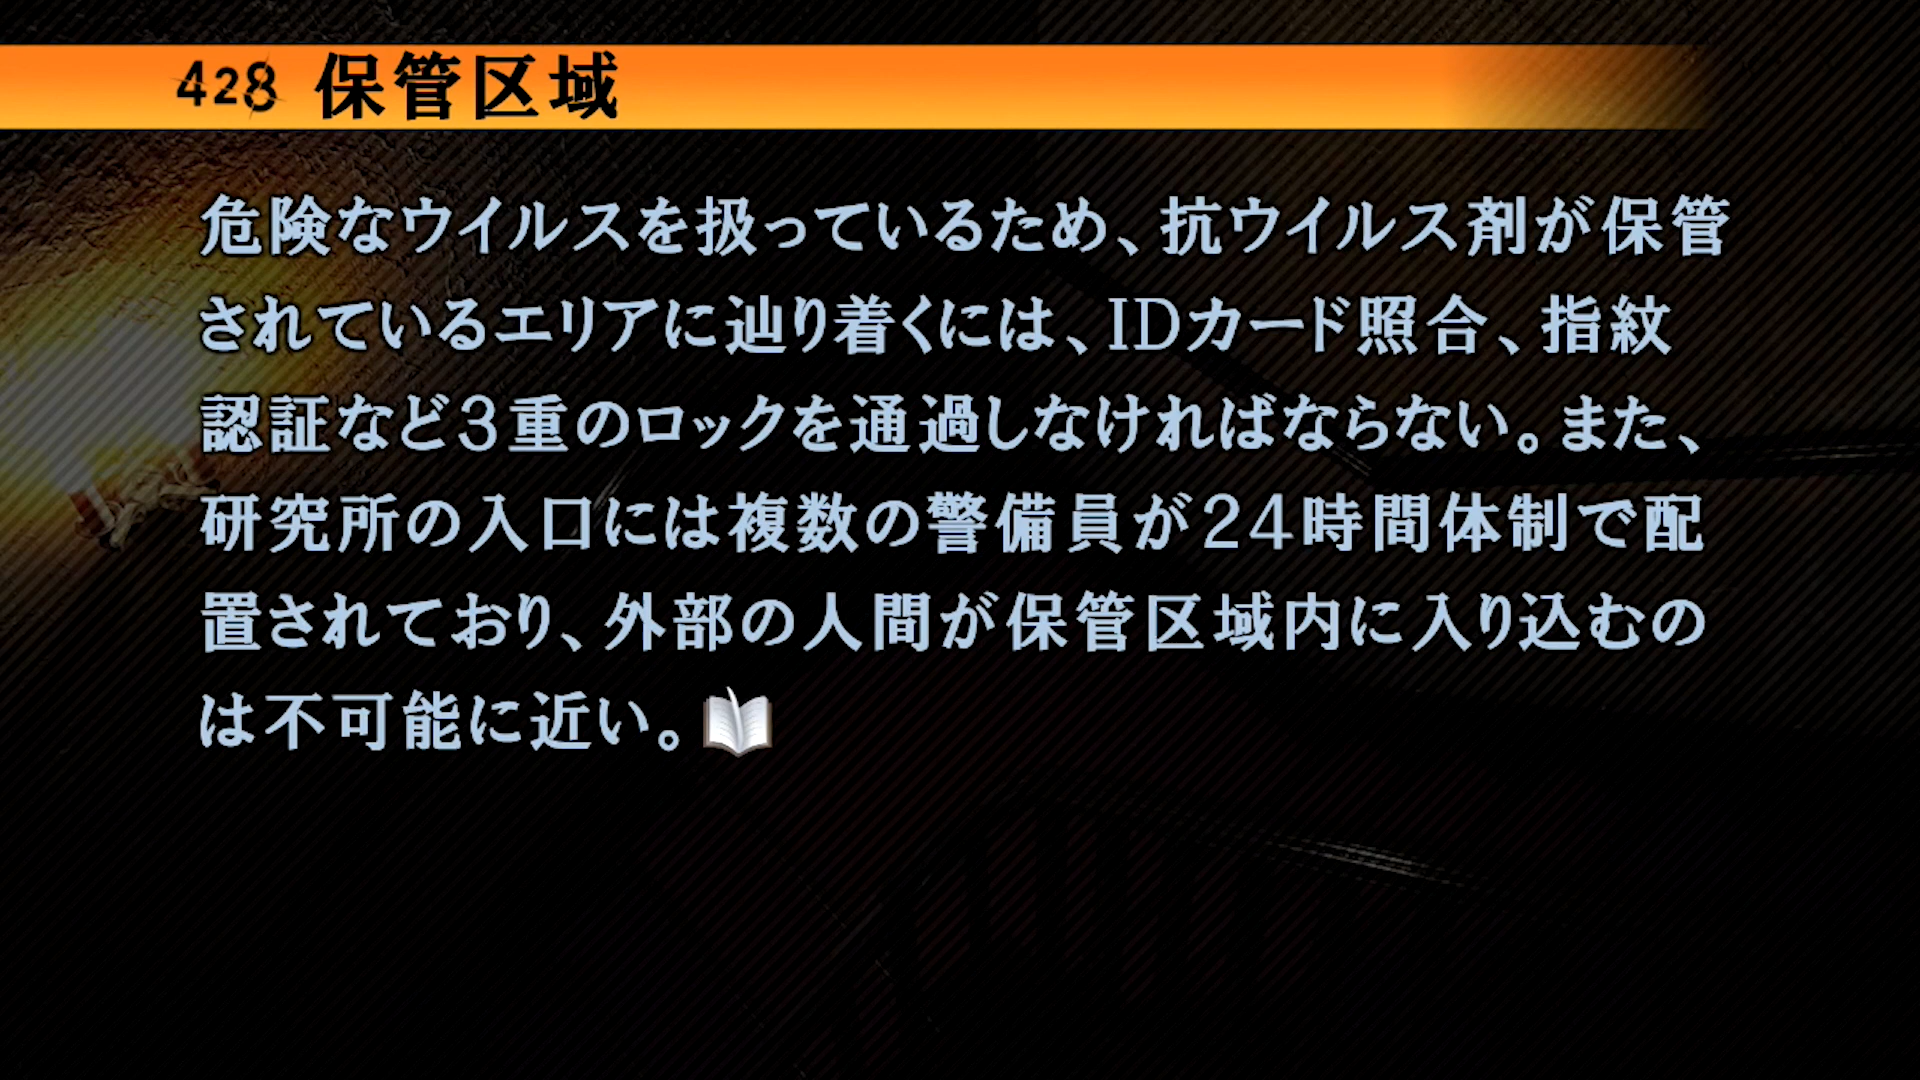 428 保管区域
危険なウイルスを扱っているため、抗ウイルス剤が保管
されているエリアに辿り着くには、IDカード照合、指紋
認証など3重のロックを通過しなければならない。また、
研究所の入口には複数の警備員が24時間体制で配
置されており、外部の人間が保管区域内に入り込むの
は不可能に近い。